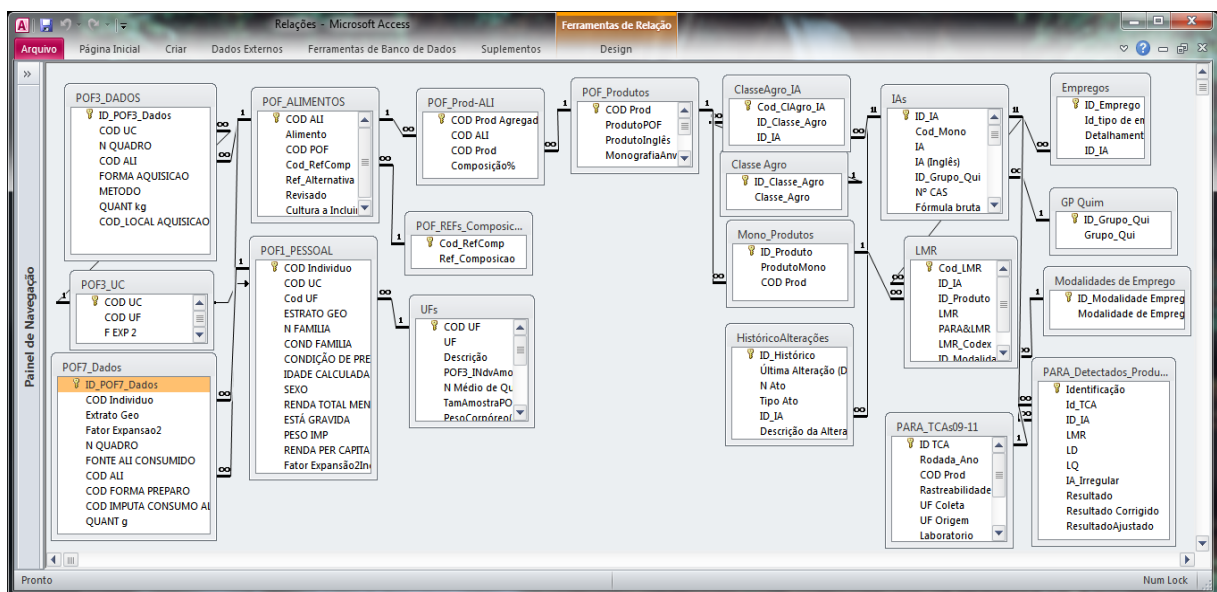 Relações - Microsoft Access
Ferramentas de Relação
Arquivo
Página Inicial
Criar
Dados Externos
Ferramentas de Banco de Dados
Suplementos
Design
Painel de Navegação
POF3_DADOS
ID_POF3_Dados
COD UC
N QUADRO
COD ALI
FORMA AQUISICAO
METODO
QUANT kg
COD_LOCAL AQUISICAO
POF3_UC
COD UC
COD UF
F EXP 2
POF7_Dados
ID_POF7_Dados
COD Individuo
Extrato Geo
Fator Expansao2
N QUADRO
FONTE ALI CONSUMIDO
COD ALI
COD FORMA PREPARO
COD IMPUTA CONSUMO AL
QUANT g
POF_ALIMENTOS
COD ALI
Alimento
COD POF
Cod_RefComp
Ref_Alternativa
Revisado
Cultura a Incluir
POF1_PESSOAL
COD Individuo
COD UC
Cod UF
ESTRATO GEO
N FAMILIA
COND FAMILIA
CONDIÇÃO DE PRE
IDADE CALCULADA
SEXO
RENDA TOTAL MEN
ESTÁ GRAVIDA
PESO IMP
RENDA PER CAPITA
Fator Expansão2In
POF_Prod-ALI
COD Prod Agregad
COD ALI
COD Prod
Composição%
POF_REFs_Composic...
Cod_RefComp
Ref_Composicao
UFs
COD UF
UF
Descrição
POF3_INdvAmo
N Médio de Qu
TamAmostraPO
PesoCorpóreo(
POF_Produtos
COD Prod
ProdutoPOF
ProdutoInglês
MonografiaAnv
ClasseAgro_IA
Cod_ClAgro_IA
ID_Classe_Agro
ID_IA
Classe Agro
ID_Classe_Agro
Classe_Agro
Mono_Produtos
ID_Produto
ProdutoMono
COD Prod
HistóricoAlterações
ID_Histórico
Última Alteração (D
N Ato
Tipo Ato
ID_IA
Descrição da Altera
IAs
ID_IA
Cod_Mono
IA
IA (Inglês)
ID_Grupo_Qui
Nº CAS
Fórmula bruta
LMR
Cod_LMR
ID_IA
ID_Produto
LMR
PARA&LMR
LMR_Codex
ID_Modalida
PARA_TCAs09-11
ID TCA
Rodada_Ano
COD Prod
Rastreabilidade
UF Coleta
UF Origem
Laboratorio
Empregos
ID_Emprego
Id_tipo de en
Detalhament
ID_IA
GP Quim
ID_Grupo_Qui
Grupo_Qui
Modalidades de Emprego
ID_Modalidade Empreg
Modalidade de Empreg
PARA_Detectados_Produ...
Identificação
Id_TCA
ID_IA
LMR
LD
LQ
IA_Irregular
Resultado
Resultado Corrigido
ResultadoAjustado
Pronto
Num Lock